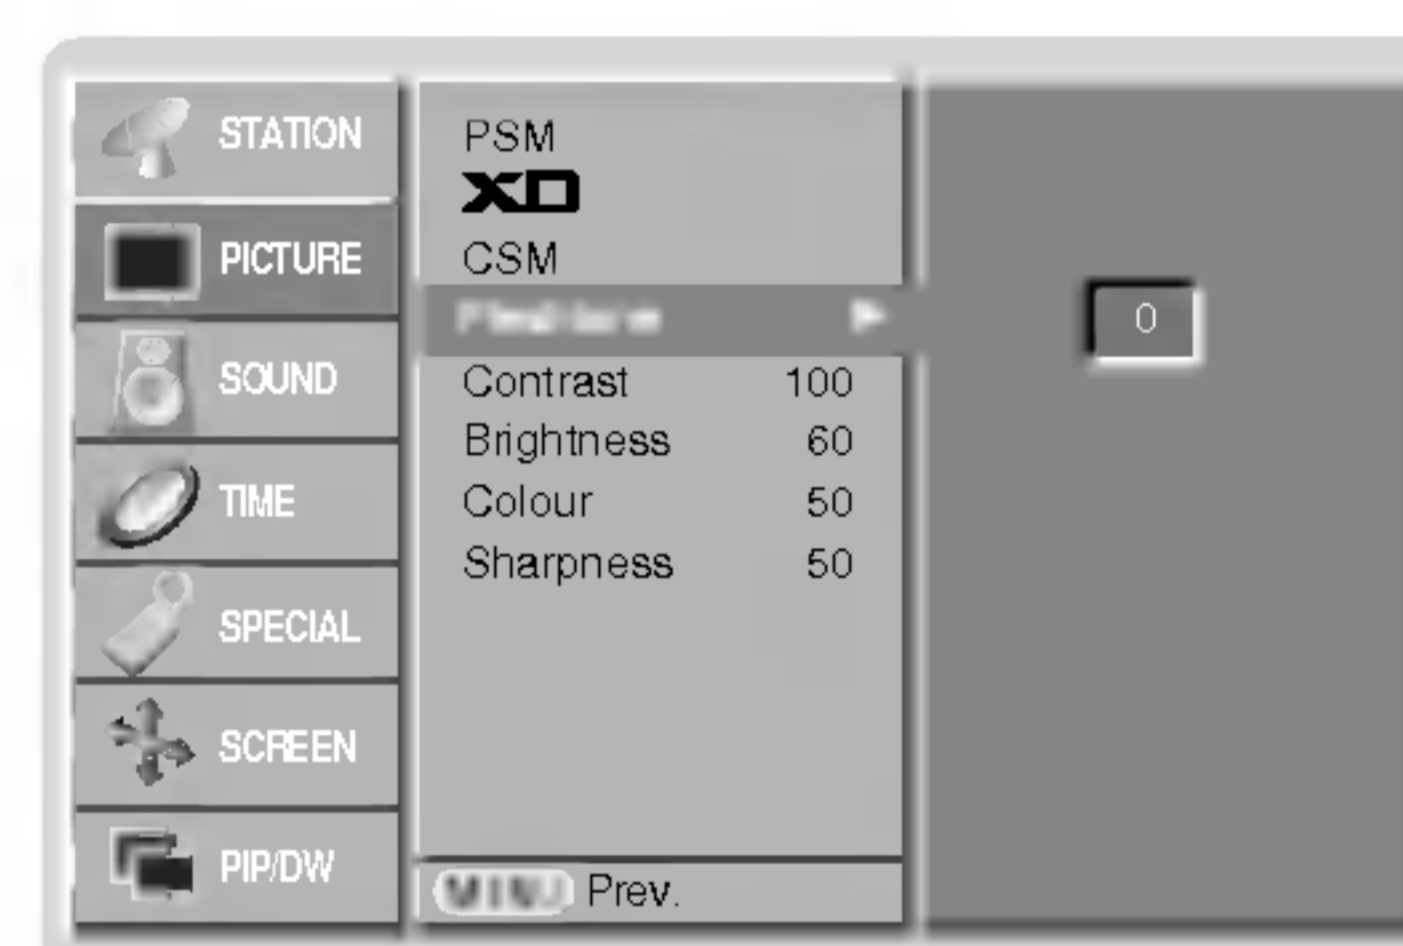 STATION
PICTURE
SOUND
TIME
SPECIAL
SCREEN
PIP/DW
PSM
XD
CSM
Contrast 100
Brightness 60
Colour 50
Sharpness 50
Prev.
0